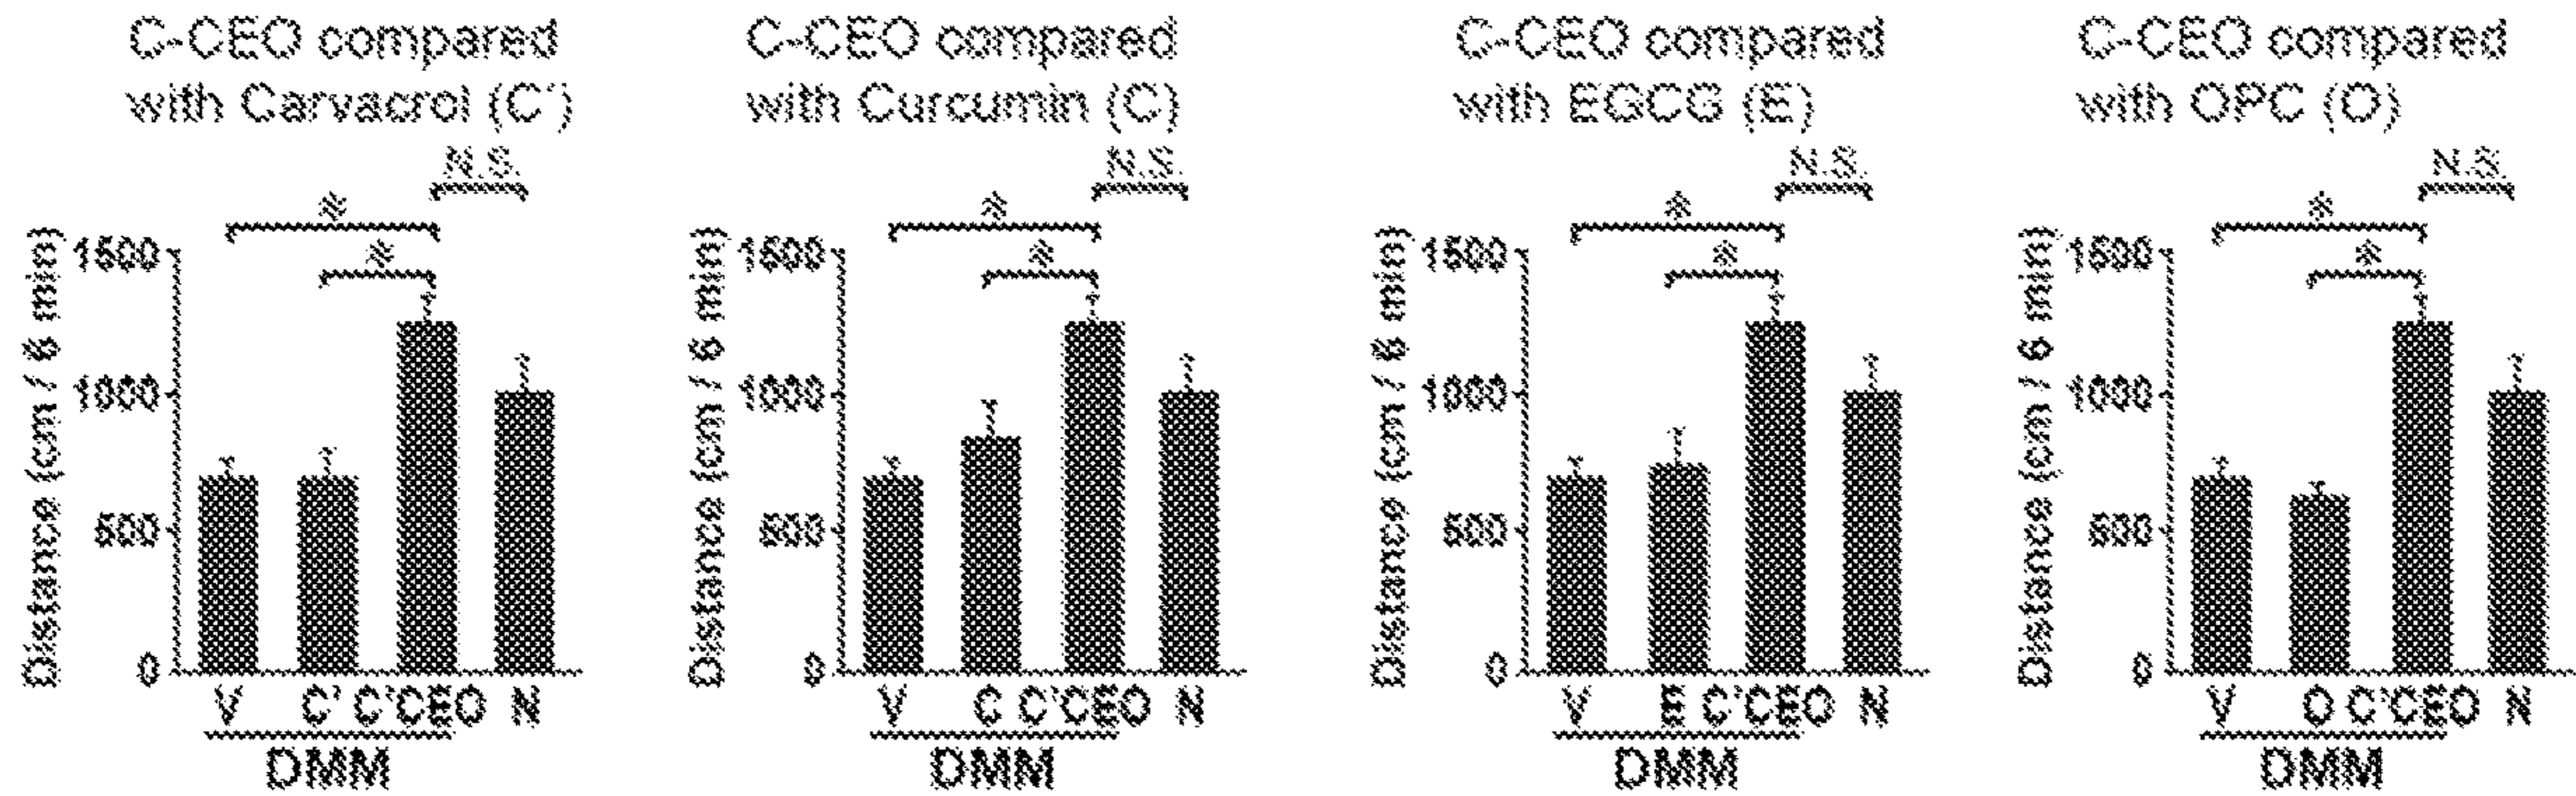 C-CEO compared
with Carvacrol (C')
N.S.
*
*
Distance (cm / 6 min)
1500
1000
500
0
V C' C'CEO N
DMM
C-CEO compared
with Curcumin (C)
N.S.
*
*
Distance (cm / 6 min)
1500
1000
500
0
V C C'CEO N
DMM
C-CEO compared
with EGCG (E)
N.S.
*
*
Distance (cm / 6 min)
1500
1000
500
0
V E C'CEO N
DMM
C-CEO compared
with OPC (O)
N.S.
*
*
Distance (cm / 6 min)
1500
1000
500
0
V O C'CEO N
DMM